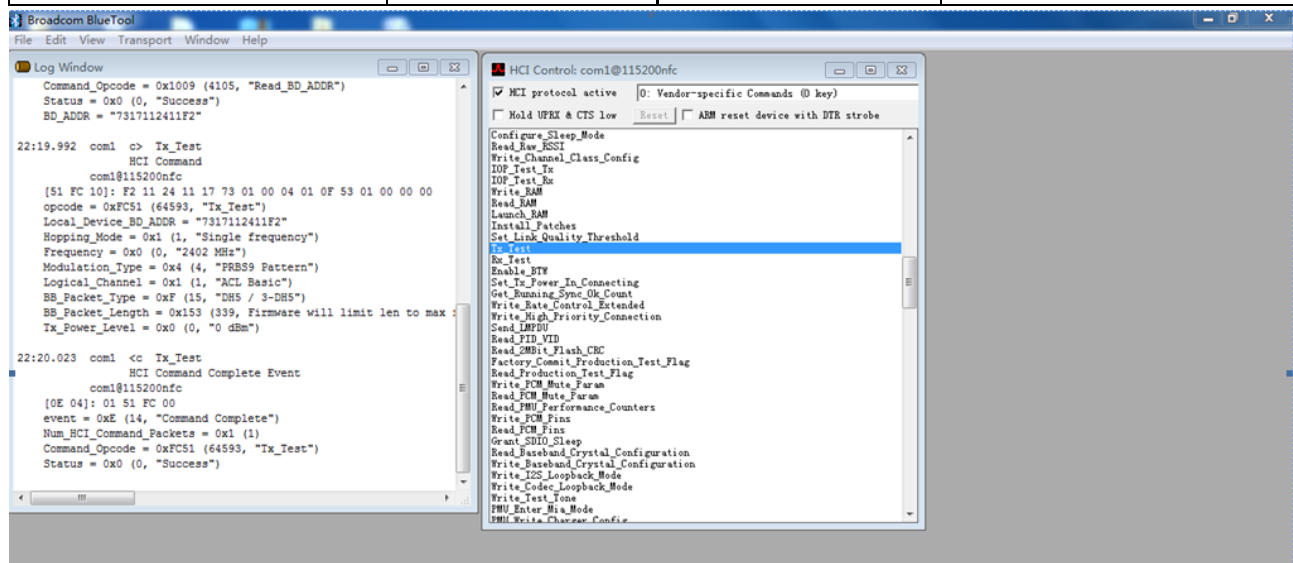 Broadcom BlueTool
File Edit View Transport Window Help
Log Window
Command_Opcode = 0x1009 (4105, "Read_BD_ADDR")
Status = 0x0 (0, "Success")
BD_ADDR = "7317112411F2"
22:19.992 com1 c> Tx_Test
HCI Command
com1@115200nfc
[51 FC 10]: F2 11 24 11 17 73 01 00 04 01 0F 53 01 00 00 00
opcode = 0xFC51 (64593, "Tx_Test")
Local_Device_BD_ADDR = "7317112411F2"
Hopping_Mode = 0x1 (1, "Single frequency")
Frequency = 0x0 (0, "2402 MHz")
Modulation_Type = 0x4 (4, "PRBS9 Pattern")
Logical_Channel = 0x1 (1, "ACL Basic")
BB_Packet_Type = 0xF (15, "DH5 / 3-DH5")
BB_Packet_Length = 0x153 (339, Firmware will limit len to max
Tx_Power_Level = 0x0 (0, "0 dBm")
22:20.023 com1 <c Tx_Test
HCI Command Complete Event
com1@115200nfc
[0E 04]: 01 51 FC 00
event = 0xE (14, "Command Complete")
Num_HCI_Command_Packets = 0x1 (1)
Command_Opcode = 0xFC51 (64593, "Tx_Test")
Status = 0x0 (0, "Success")
HCI Control: com1@115200nfc
HCI protocol active 0: Vendor-specific Commands (0 key)
Hold UPRX & CTS low Reset ARM reset device with DTR strobe
Configure_Sleep_Mode
Read_Raw_RSSI
Write_Channel_Class_Config
IOP_Test_Tx
IOP_Test_Rx
Write_RAM
Read_RAM
Launch_RAM
Install_Patches
Set_Link_Quality_Threshold
Tx_Test
Rx_Test
Enable_BTW
Set_Tx_Power_In_Connecting
Get_Running_Sync_Ok_Count
Write_Rate_Control_Extended
Write_High_Priority_Connection
Send_LMPDU
Read_PID_VID
Read_2MBit_Flash_CRC
Factory_Commit_Production_Test_Flag
Read_Production_Test_Flag
Write_PCM_Mute_Param
Read_PCM_Mute_Param
Read_PMU_Performance_Counters
Write_PCM_Pins
Read_PCM_Pins
Grant_SDIO_Sleep
Read_Baseband_Crystal_Configuration
Write_Baseband_Crystal_Configuration
Write_I2S_Loopback_Mode
Write_Codec_Loopback_Mode
Write_Test_Tone
PMU_Enter_Mia_Mode
PMU_Write_Charger_Config